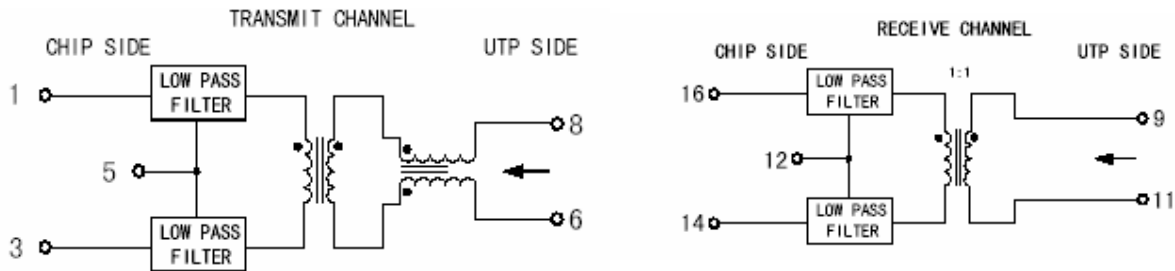 TRANSMIT CHANNEL
CHIP SIDE
UTP SIDE
1
LOW PASS
FILTER
8
5
6
3
LOW PASS
FILTER
RECEIVE CHANNEL
CHIP SIDE
UTP SIDE
1:1
16
LOW PASS
FILTER
9
12
11
14
LOW PASS
FILTER